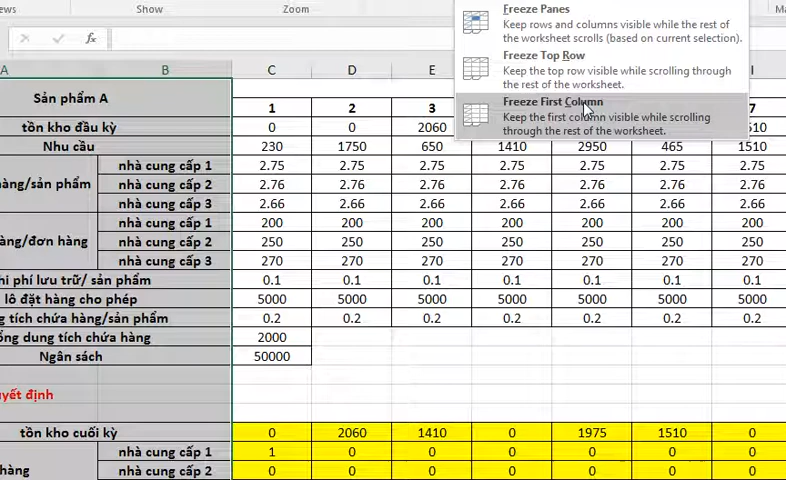 Freeze Panes
Keep rows and columns visible while the rest of
the worksheet scrolls (based on current selection).
Freeze Top Row
Keep the top row visible while scrolling through
the rest of the worksheet.
Freeze First Column
Keep the first column visible while scrolling
through the rest of the worksheet.
Show Zoom
fx
A B C D E I
Sản phẩm A
1 2 3 7
tồn kho đầu kỳ 0 0 2060 510
Nhu cầu 230 1750 650 1410 2950 465 1510
hàng/sản phẩm
nhà cung cấp 1 2.75 2.75 2.75 2.75 2.75 2.75 2.75
nhà cung cấp 2 2.76 2.76 2.76 2.76 2.76 2.76 2.76
nhà cung cấp 3 2.66 2.66 2.66 2.66 2.66 2.66 2.66
hàng/đơn hàng
nhà cung cấp 1 200 200 200 200 200 200 200
nhà cung cấp 2 250 250 250 250 250 250 250
nhà cung cấp 3 270 270 270 270 270 270 270
hi phí lưu trữ/ sản phẩm 0.1 0.1 0.1 0.1 0.1 0.1 0.1
lô đặt hàng cho phép 5000 5000 5000 5000 5000 5000 5000
g tích chứa hàng/sản phẩm 0.2 0.2 0.2 0.2 0.2 0.2 0.2
ổng dung tích chứa hàng 2000
Ngân sách 50000
uyết định
tồn kho cuối kỳ 0 2060 1410 0 1975 1510 0
hàng
nhà cung cấp 1 1 0 0 0 0 0 0
nhà cung cấp 2 0 0 0 0 0 0 0